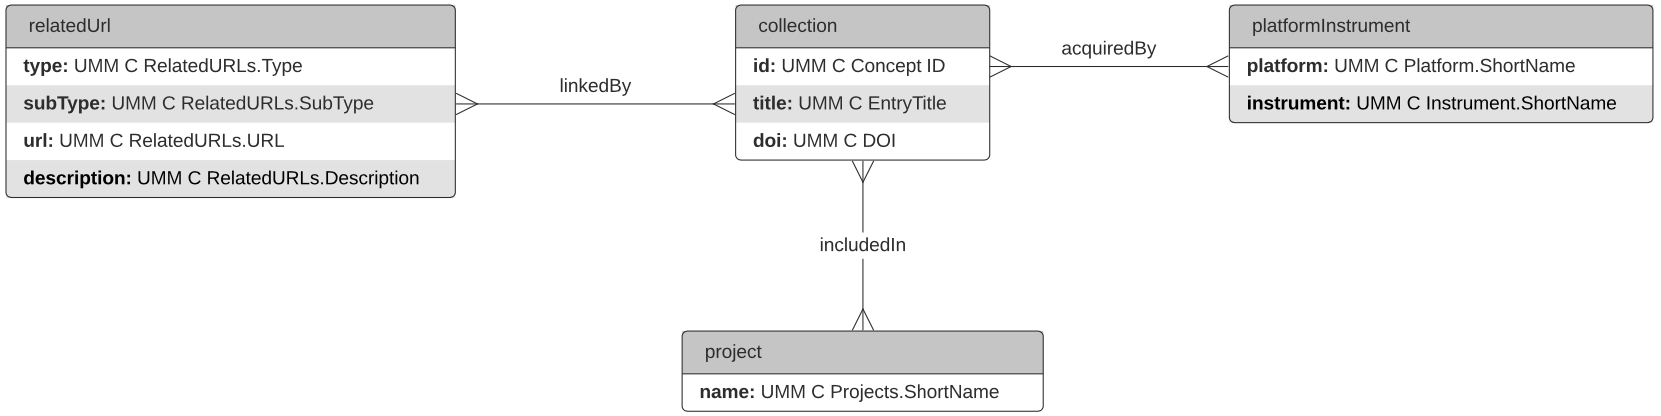 relatedUrl
type: UMM C RelatedURLs.Type
subType: UMM C RelatedURLs.SubType
url: UMM C RelatedURLs.URL
description: UMM C RelatedURLs.Description
linkedBy
collection
id: UMM C Concept ID
title: UMM C EntryTitle
doi: UMM C DOI
acquiredBy
platformInstrument
platform: UMM C Platform.ShortName
instrument: UMM C Instrument.ShortName
includedIn
project
name: UMM C Projects.ShortName